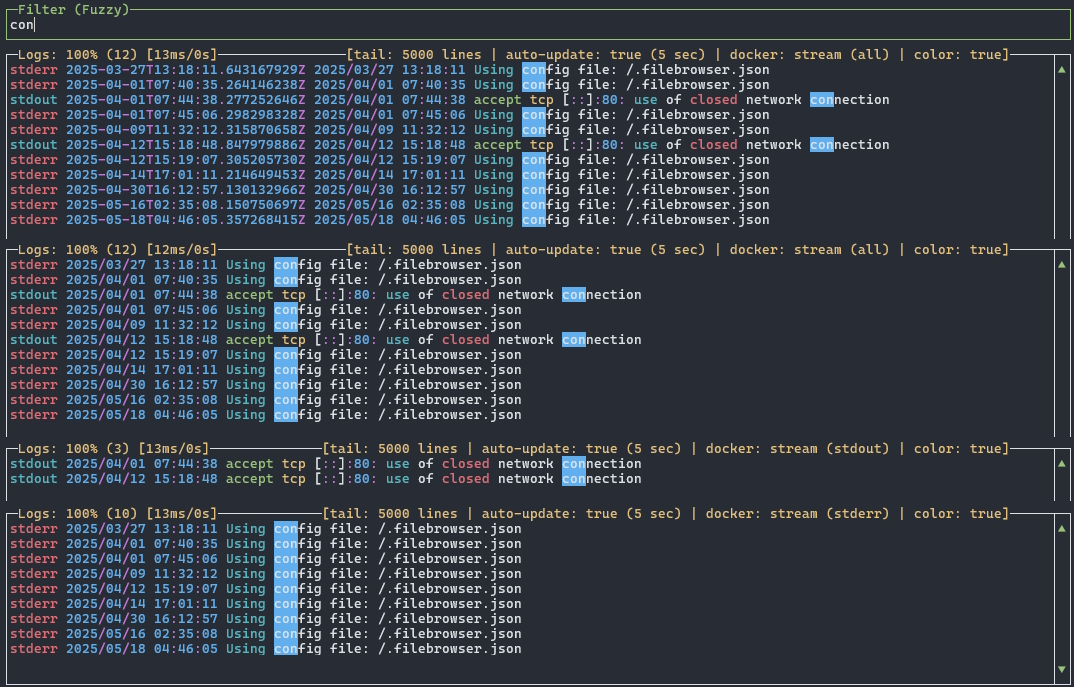 Filter (Fuzzy)
con
Logs: 100% (12) [13ms/0s] [tail: 5000 lines | auto-update: true (5 sec) | docker: stream (all) | color: true]
stderr 2025-03-27T13:18:11.643167929Z 2025/03/27 13:18:11 Using config file: /.filebrowser.json
stderr 2025-04-01T07:40:35.264146238Z 2025/04/01 07:40:35 Using config file: /.filebrowser.json
stdout 2025-04-01T07:44:38.277252646Z 2025/04/01 07:44:38 accept tcp [::]:80: use of closed network connection
stderr 2025-04-01T07:45:06.298298328Z 2025/04/01 07:45:06 Using config file: /.filebrowser.json
stderr 2025-04-09T11:32:12.315870658Z 2025/04/09 11:32:12 Using config file: /.filebrowser.json
stdout 2025-04-12T15:18:48.847979886Z 2025/04/12 15:18:48 accept tcp [::]:80: use of closed network connection
stderr 2025-04-12T15:19:07.305205730Z 2025/04/12 15:19:07 Using config file: /.filebrowser.json
stderr 2025-04-14T17:01:11.214649453Z 2025/04/14 17:01:11 Using config file: /.filebrowser.json
stderr 2025-04-30T16:12:57.130132966Z 2025/04/30 16:12:57 Using config file: /.filebrowser.json
stderr 2025-05-16T02:35:08.150750697Z 2025/05/16 02:35:08 Using config file: /.filebrowser.json
stderr 2025-05-18T04:46:05.357268415Z 2025/05/18 04:46:05 Using config file: /.filebrowser.json
Logs: 100% (12) [12ms/0s] [tail: 5000 lines | auto-update: true (5 sec) | docker: stream (all) | color: true]
stderr 2025/03/27 13:18:11 Using config file: /.filebrowser.json
stderr 2025/04/01 07:40:35 Using config file: /.filebrowser.json
stdout 2025/04/01 07:44:38 accept tcp [::]:80: use of closed network connection
stderr 2025/04/01 07:45:06 Using config file: /.filebrowser.json
stderr 2025/04/09 11:32:12 Using config file: /.filebrowser.json
stdout 2025/04/12 15:18:48 accept tcp [::]:80: use of closed network connection
stderr 2025/04/12 15:19:07 Using config file: /.filebrowser.json
stderr 2025/04/14 17:01:11 Using config file: /.filebrowser.json
stderr 2025/04/30 16:12:57 Using config file: /.filebrowser.json
stderr 2025/05/16 02:35:08 Using config file: /.filebrowser.json
stderr 2025/05/18 04:46:05 Using config file: /.filebrowser.json
Logs: 100% (3) [13ms/0s] [tail: 5000 lines | auto-update: true (5 sec) | docker: stream (stdout) | color: true]
stdout 2025/04/01 07:44:38 accept tcp [::]:80: use of closed network connection
stdout 2025/04/12 15:18:48 accept tcp [::]:80: use of closed network connection
Logs: 100% (10) [13ms/0s] [tail: 5000 lines | auto-update: true (5 sec) | docker: stream (stderr) | color: true]
stderr 2025/03/27 13:18:11 Using config file: /.filebrowser.json
stderr 2025/04/01 07:40:35 Using config file: /.filebrowser.json
stderr 2025/04/01 07:45:06 Using config file: /.filebrowser.json
stderr 2025/04/09 11:32:12 Using config file: /.filebrowser.json
stderr 2025/04/12 15:19:07 Using config file: /.filebrowser.json
stderr 2025/04/14 17:01:11 Using config file: /.filebrowser.json
stderr 2025/04/30 16:12:57 Using config file: /.filebrowser.json
stderr 2025/05/16 02:35:08 Using config file: /.filebrowser.json
stderr 2025/05/18 04:46:05 Using config file: /.filebrowser.json